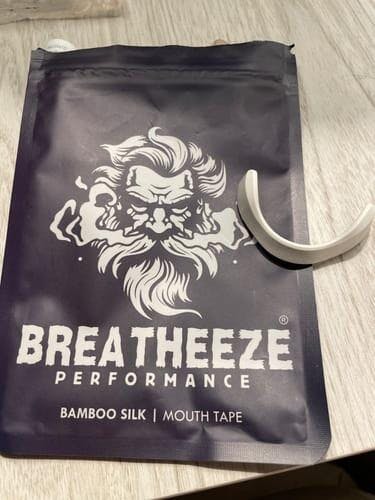 BREATHEEZE®
PERFORMANCE
BAMBOO SILK | MOUTH TAPE